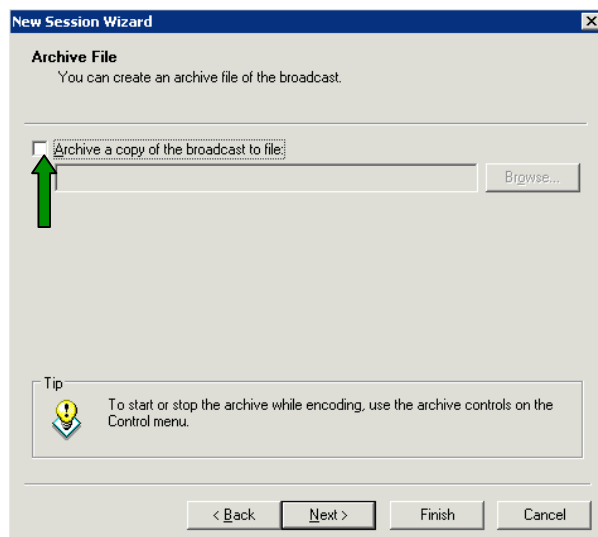 New Session Wizard
Archive File
You can create an archive file of the broadcast.
Archive a copy of the broadcast to file:
Browse...
Tip
To start or stop the archive while encoding, use the archive controls on the
Control menu.
< Back Next > Finish Cancel